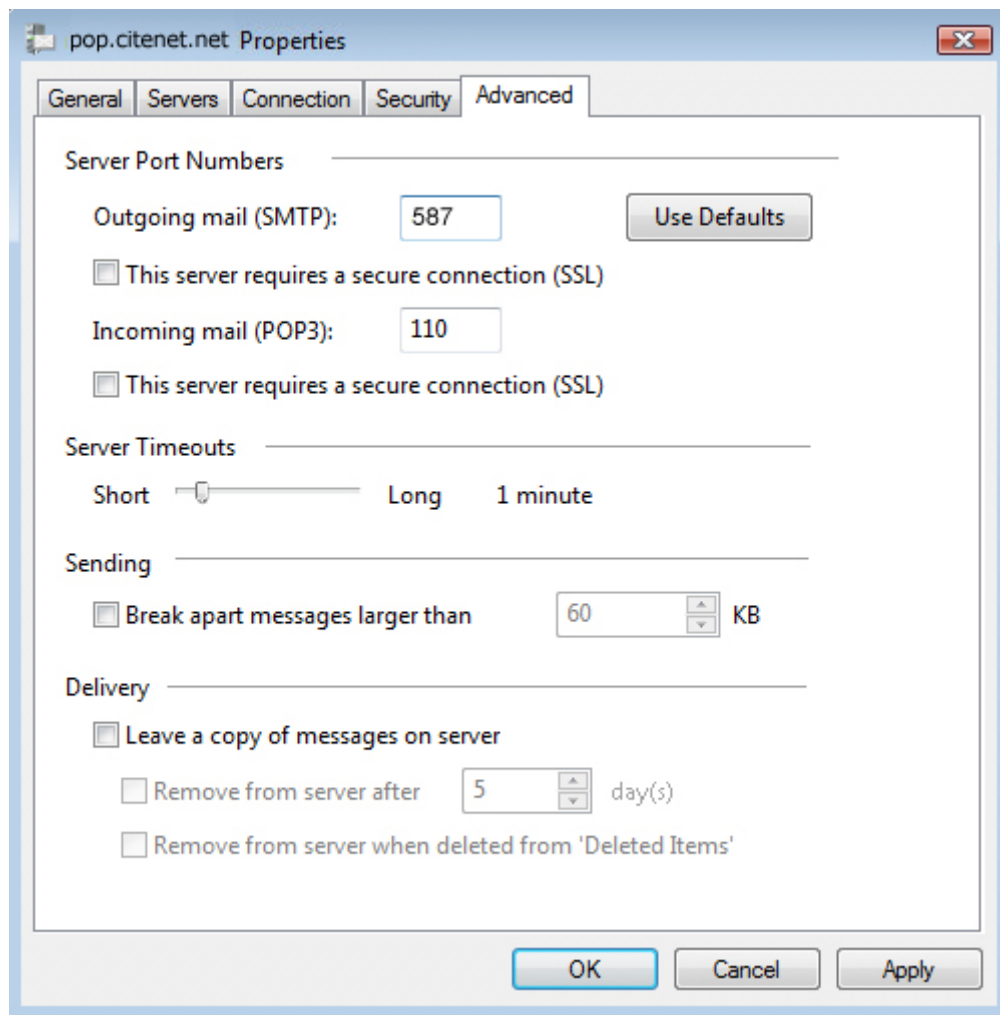 pop.citenet.net Properties
General Servers Connection Security Advanced
Server Port Numbers
Outgoing mail (SMTP): 587 Use Defaults
This server requires a secure connection (SSL)
Incoming mail (POP3): 110
This server requires a secure connection (SSL)
Server Timeouts
Short Long 1 minute
Sending
Break apart messages larger than 60 KB
Delivery
Leave a copy of messages on server
Remove from server after 5 day(s)
Remove from server when deleted from 'Deleted Items'
OK Cancel Apply